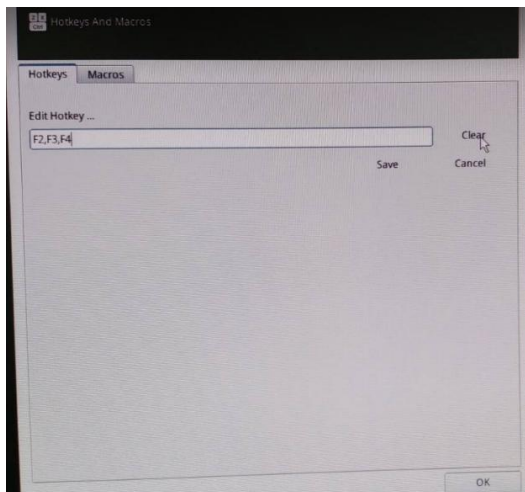 Hotkeys And Macros
Hotkeys Macros
Edit Hotkey ...
F2,F3,F4
Clear
Save Cancel
OK